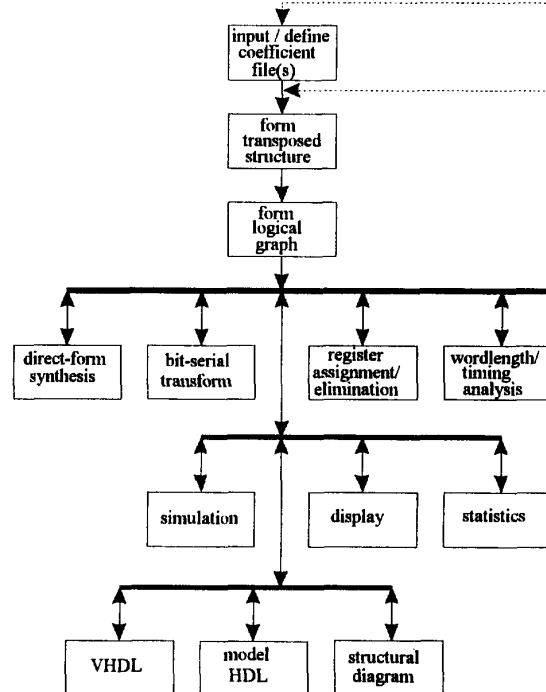 input / define
coefficient
file(s)
form
transposed
structure
form
logical
graph
direct-form
synthesis
bit-serial
transform
register
assignment/
elimination
wordlength/
timing
analysis
simulation
display
statistics
VHDL
model
HDL
structural
diagram